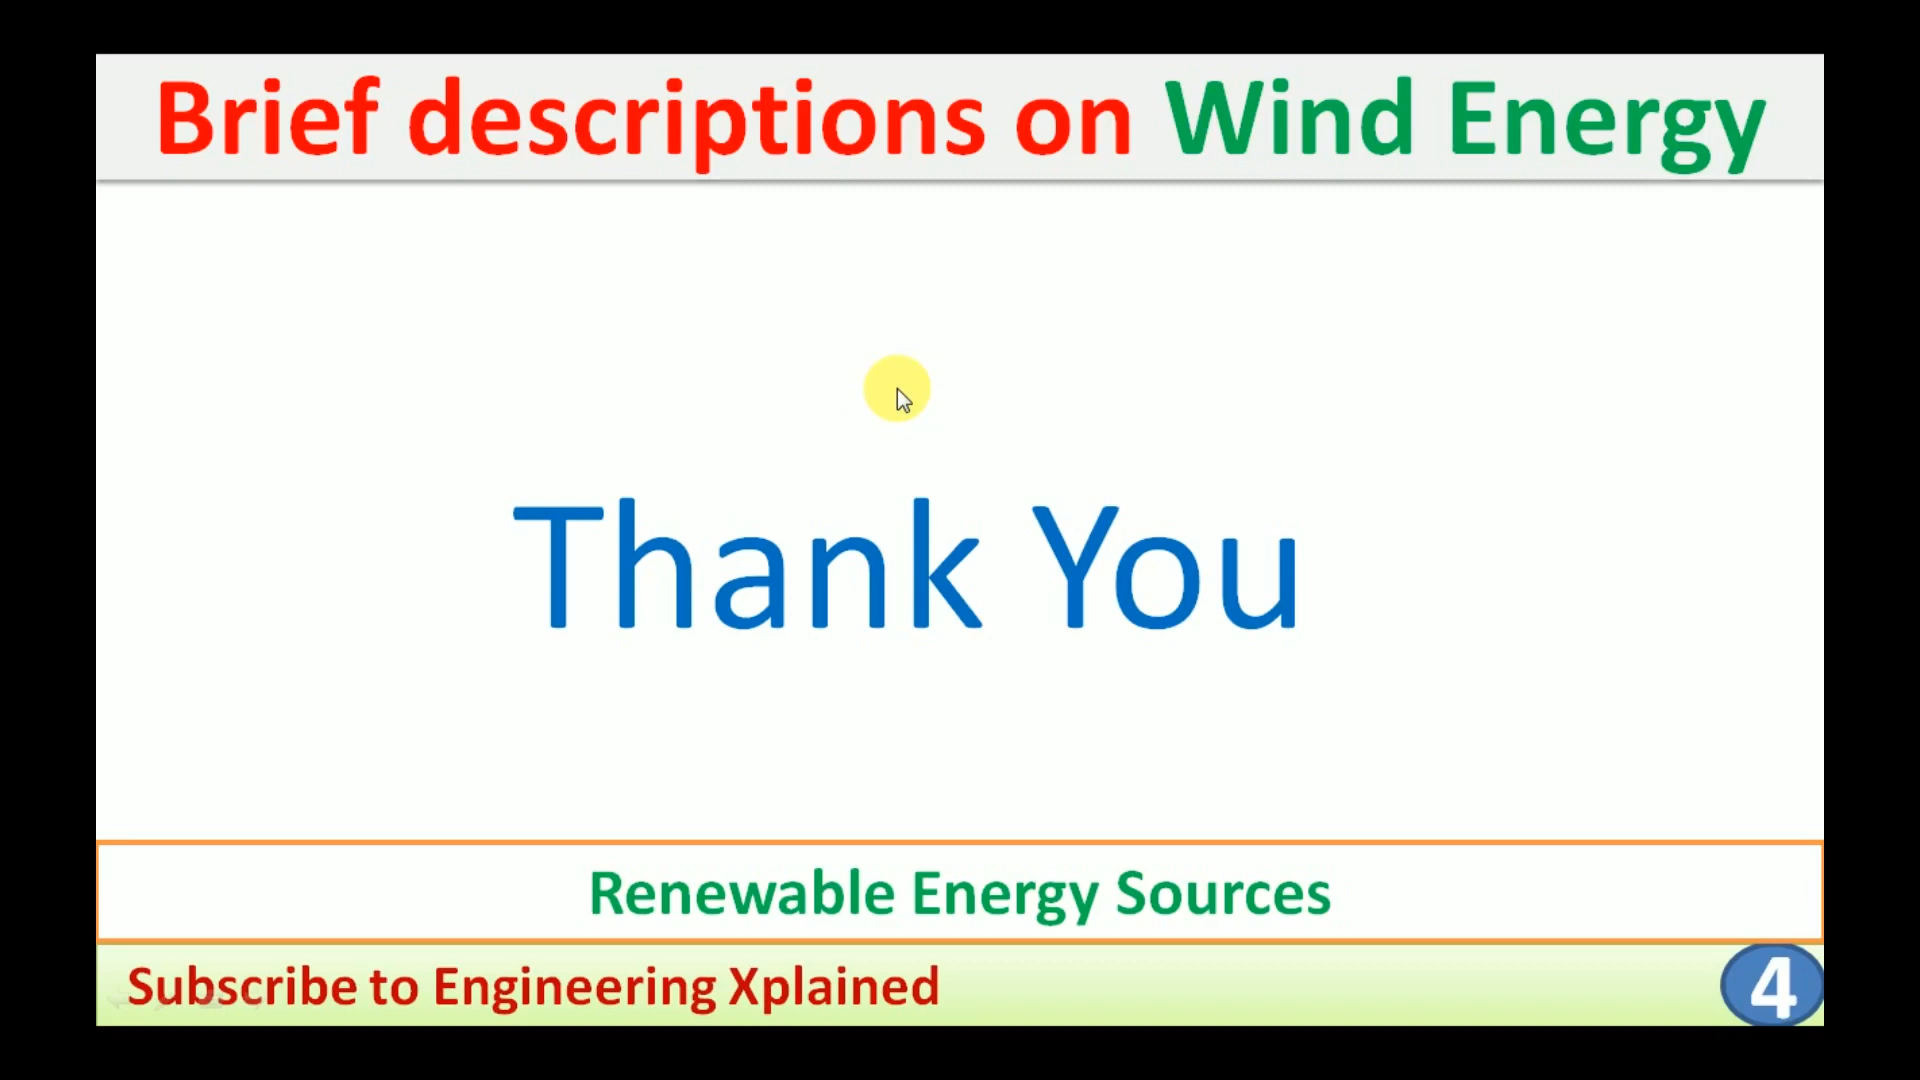 Brief descriptions on Wind Energy
Thank You
Renewable Energy Sources
Subscribe to Engineering Xplained
4